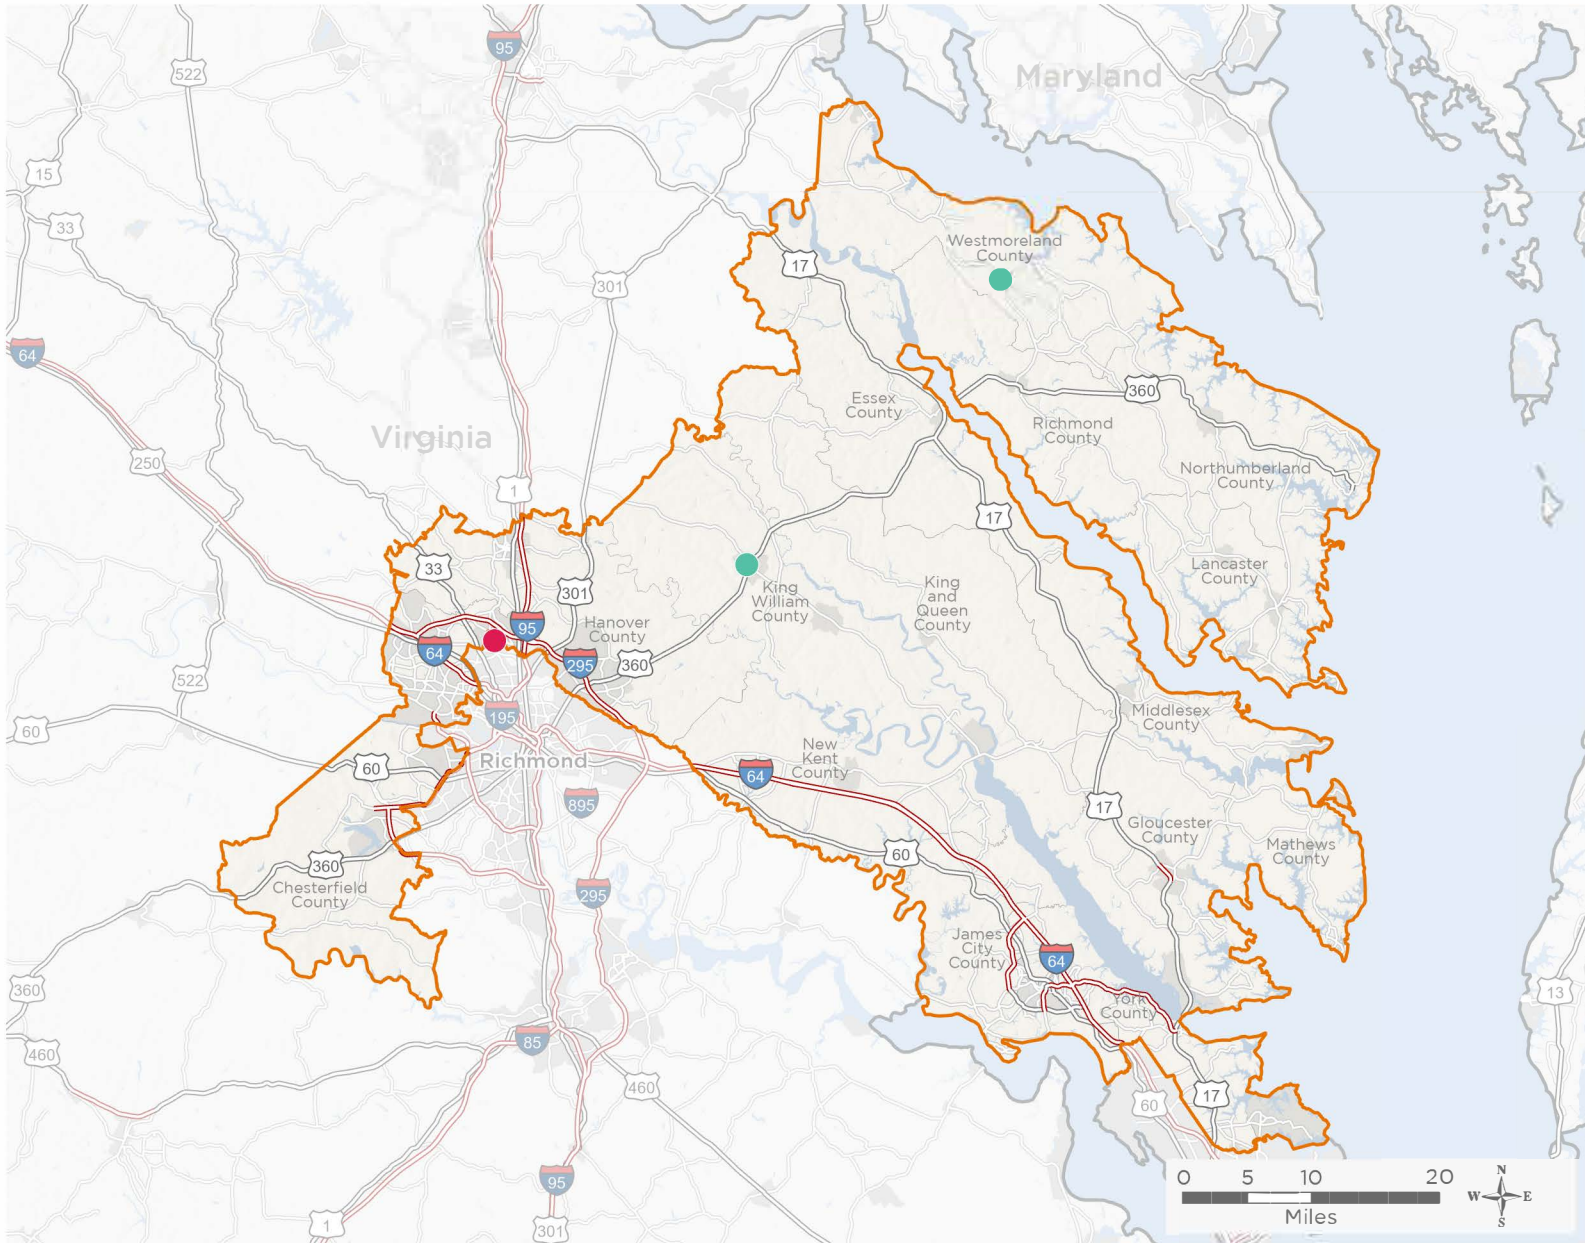 95
Maryland
522
15
33
Westmoreland
County
17
301
64
360
Essex
County
Richmond
County
Virginia
250
Northumberland
County
1
17
33
Lancaster
County
King
William
County
King
and
Queen
County
301
Hanover
County
95
64
295
360
522
195
Middlesex
County
60
60
Richmond
New
Kent
County
64
895
17
Gloucester
County
Mathews
County
60
360
Chesterfield
County
295
James
City
County
64
360
13
York
County
85
460
460
60
17
95
1
301
0 5 10 20
Miles
N
W E
S